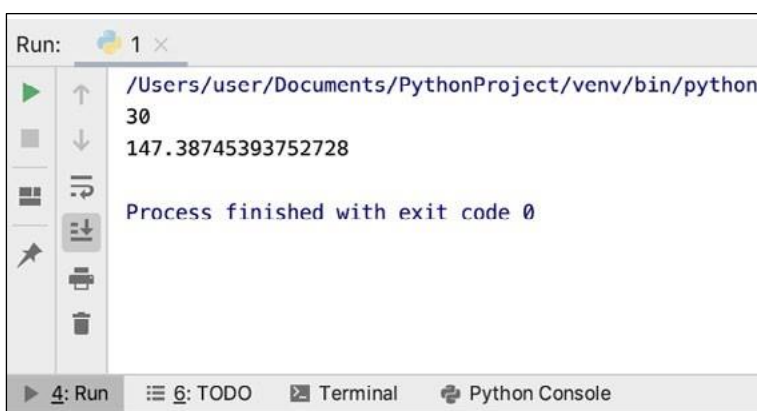 Run: 1
/Users/user/Documents/PythonProject/venv/bin/python
30
147.38745393752728
Process finished with exit code 0
4: Run 6: TODO Terminal Python Console